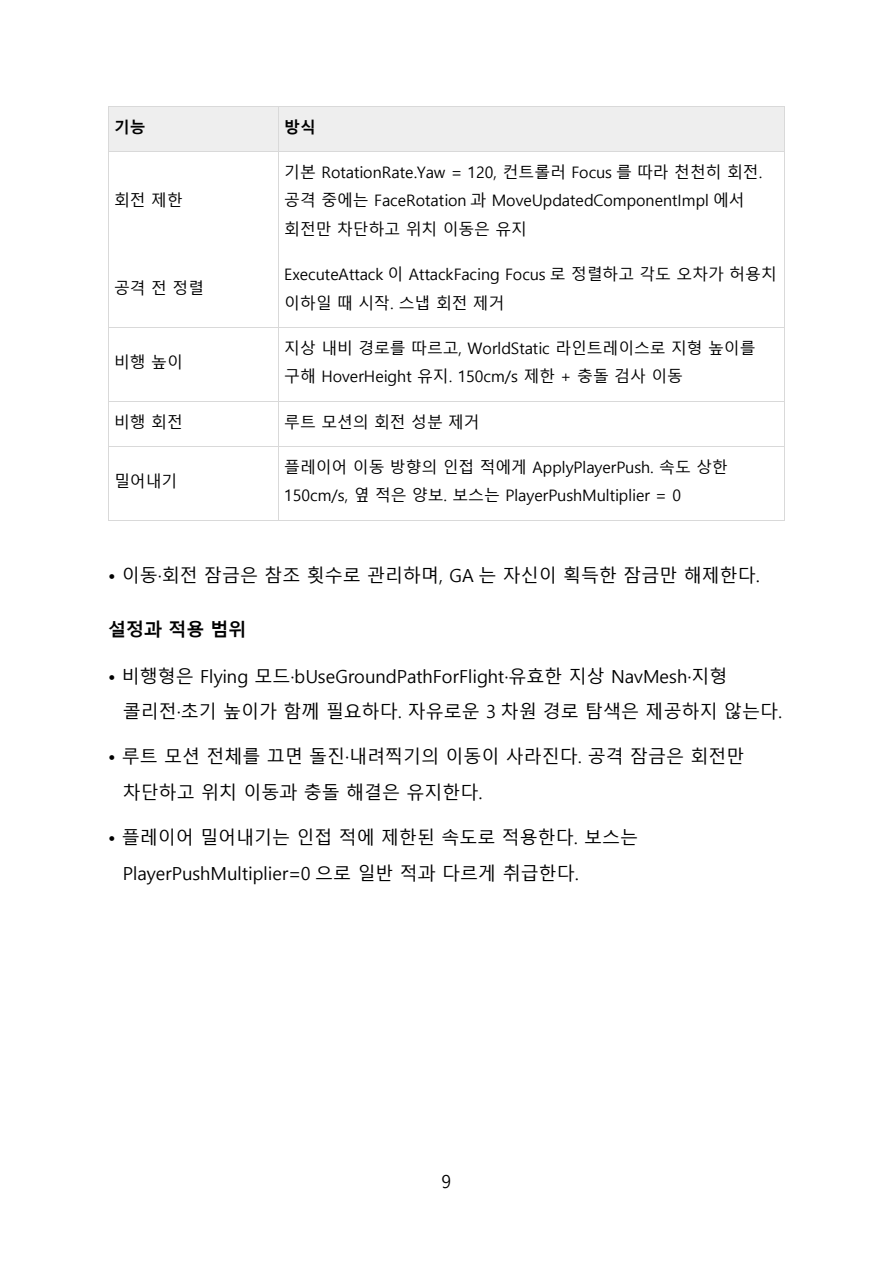 기능 방식
회전 제한
기본 RotationRate.Yaw = 120, 컨트롤러 Focus 를 따라 천천히 회전.
공격 중에는 FaceRotation 과 MoveUpdatedComponentImpl 에서
회전만 차단하고 위치 이동은 유지
공격 전 정렬
ExecuteAttack 이 AttackFacing Focus 로 정렬하고 각도 오차가 허용치
이하일 때 시작. 스냅 회전 제거
비행 높이
지상 내비 경로를 따르고, WorldStatic 라인트레이스로 지형 높이를
구해 HoverHeight 유지. 150cm/s 제한 + 충돌 검사 이동
비행 회전 루트 모션의 회전 성분 제거
밀어내기
플레이어 이동 방향의 인접 적에게 ApplyPlayerPush. 속도 상한
150cm/s, 옆 적은 양보. 보스는 PlayerPushMultiplier = 0
• 이동·회전 잠금은 참조 횟수로 관리하며, GA 는 자신이 획득한 잠금만 해제한다.
설정과 적용 범위
• 비행형은 Flying 모드·bUseGroundPathForFlight·유효한 지상 NavMesh·지형
콜리전·초기 높이가 함께 필요하다. 자유로운 3 차원 경로 탐색은 제공하지 않는다.
• 루트 모션 전체를 끄면 돌진·내려찍기의 이동이 사라진다. 공격 잠금은 회전만
차단하고 위치 이동과 충돌 해결은 유지한다.
• 플레이어 밀어내기는 인접 적에 제한된 속도로 적용한다. 보스는
PlayerPushMultiplier=0 으로 일반 적과 다르게 취급한다.
9